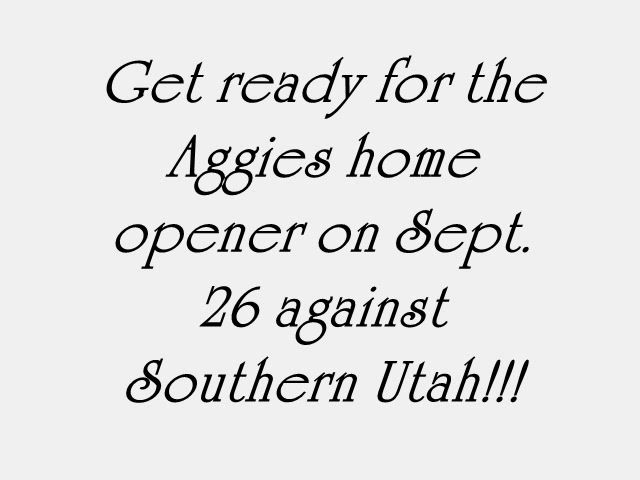 Get ready for the
Aggies home
opener on Sept.
26 against
Southern Utah!!!